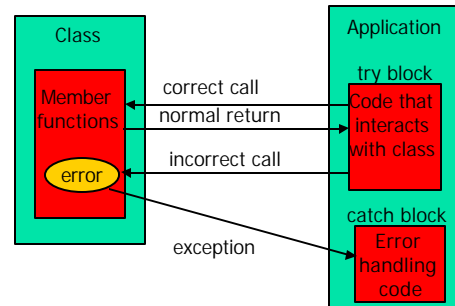 Class
Member
functions
error
correct call
normal return
incorrect call
exception
Application
try block
Code that
interacts
with class
catch block
Error
handling
code